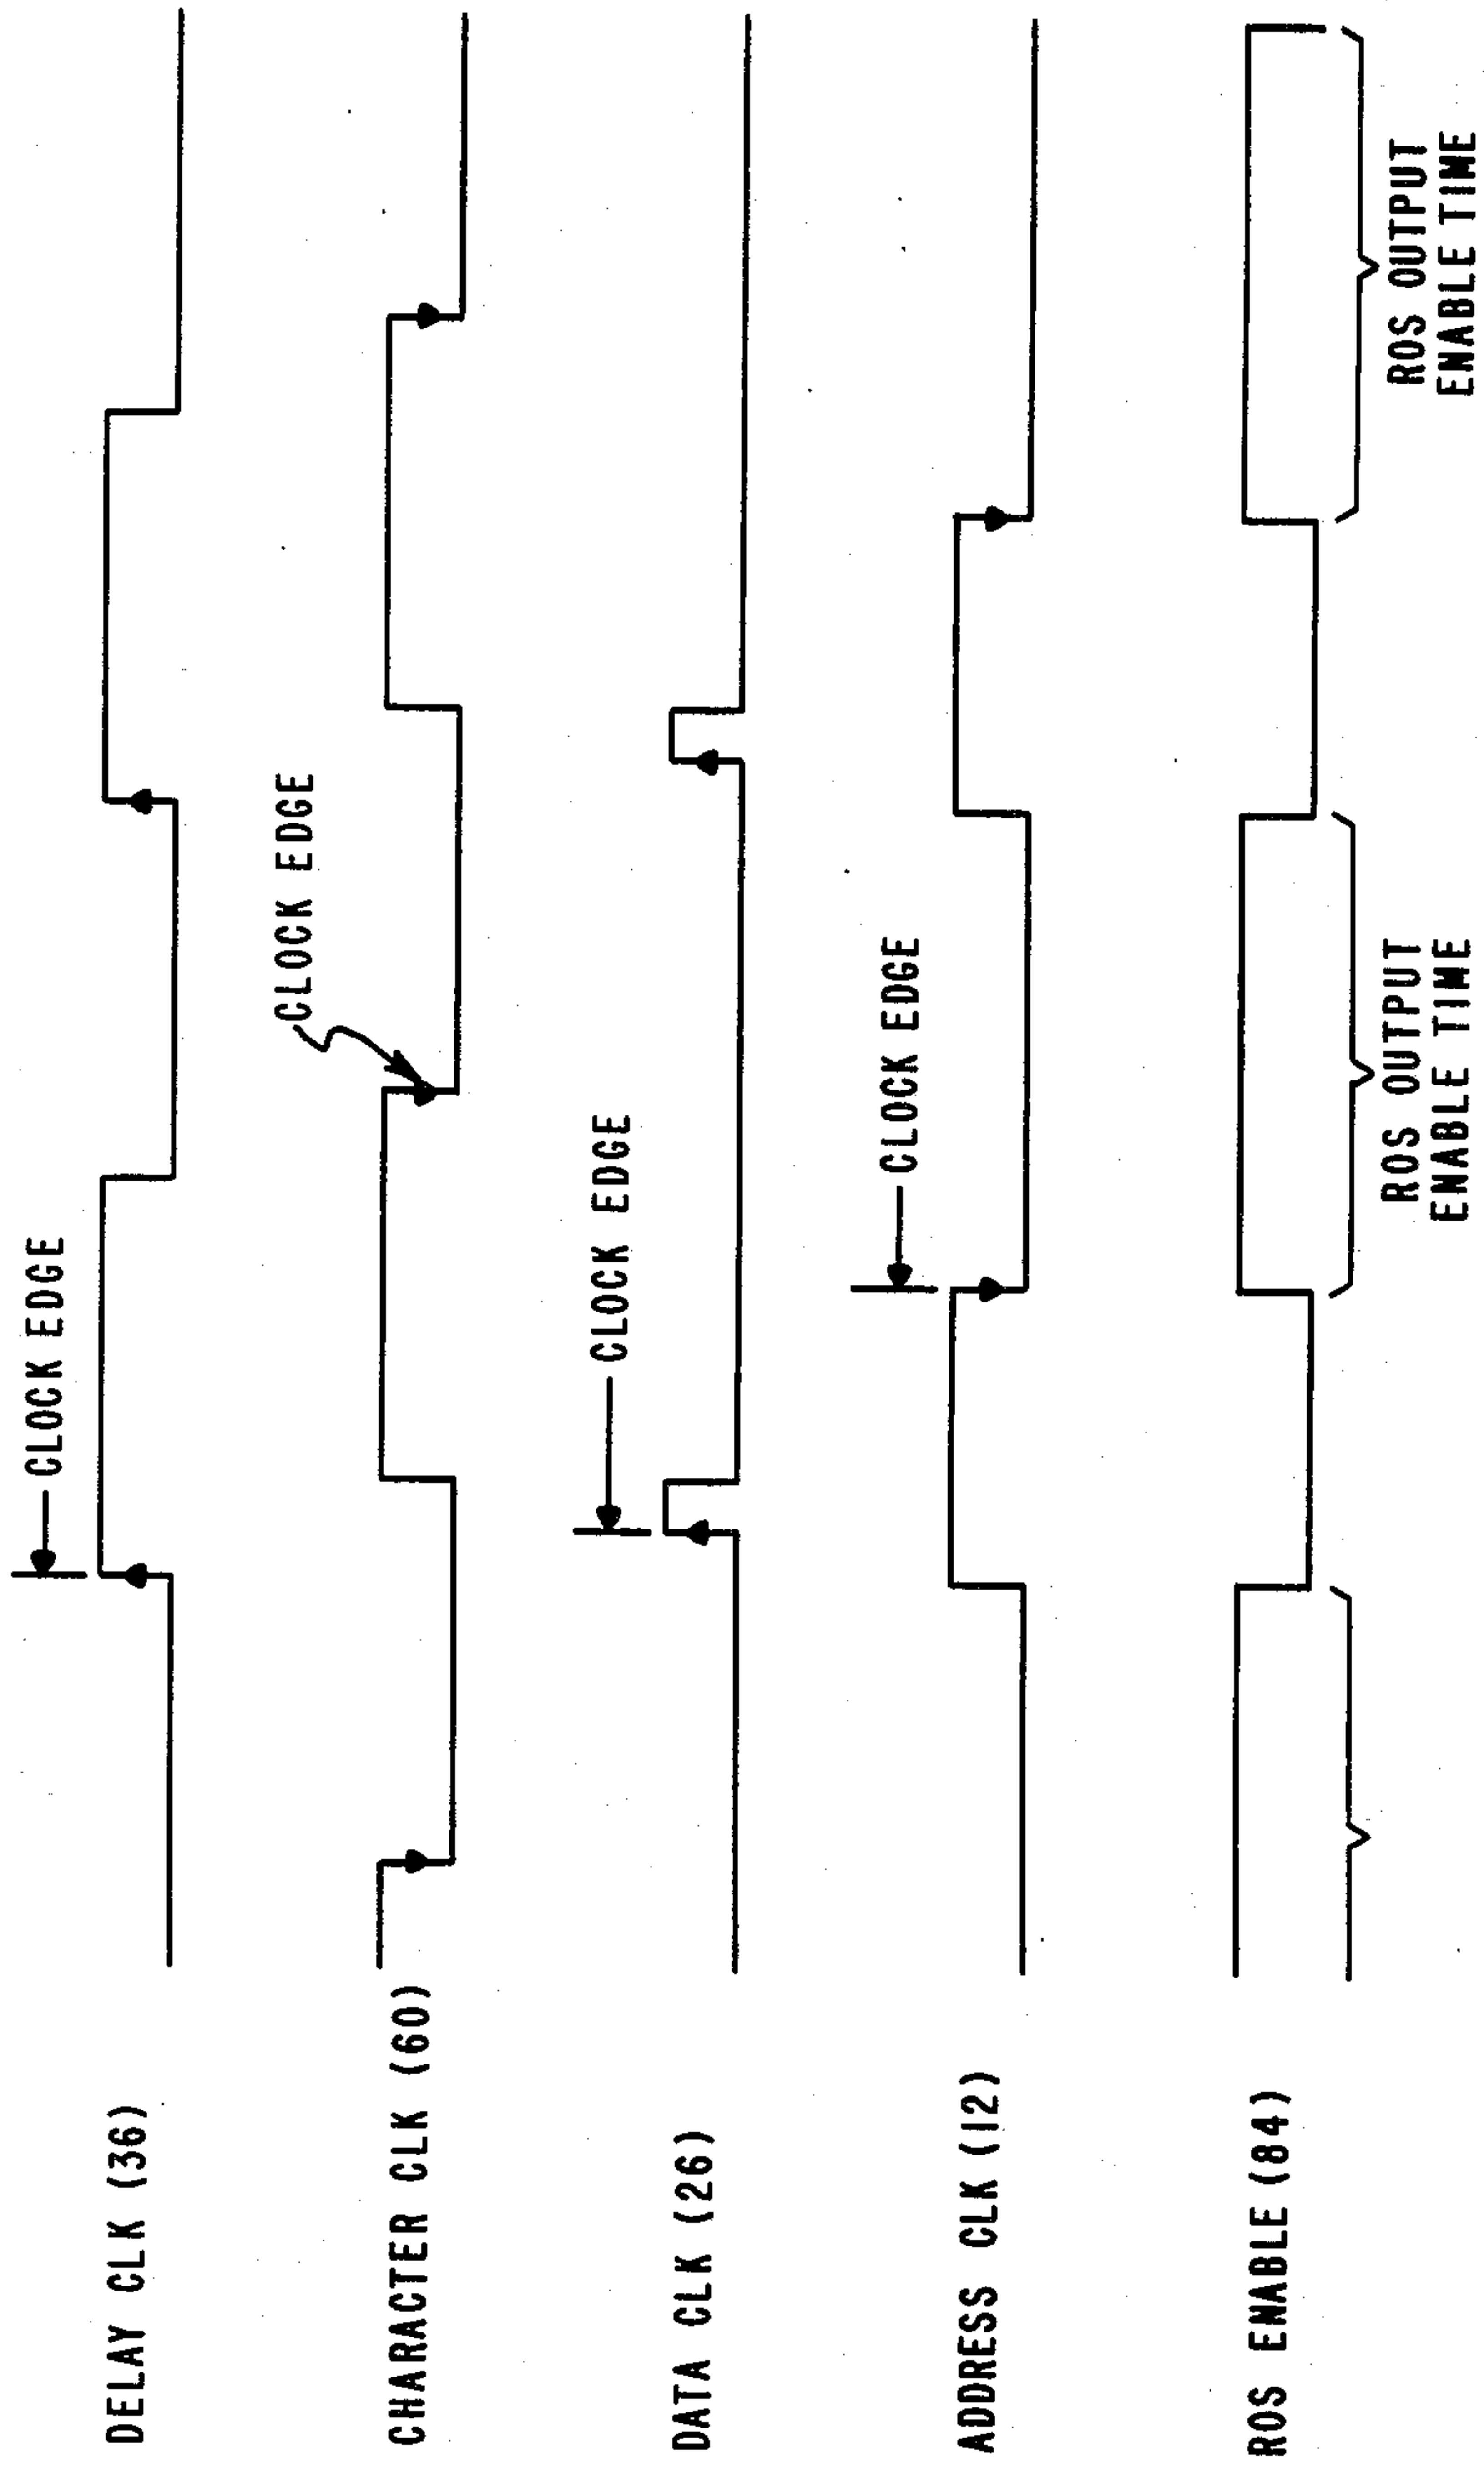 CLOCK EDGE
DELAY CLK (36)
CLOCK EDGE
CHARACTER CLK (60)
CLOCK EDGE
DATA CLK (26)
CLOCK EDGE
ADDRESS CLK (12)
ROS ENABLE (84)
ROS OUTPUT
ENABLE TIME
ROS OUTPUT
ENABLE TIME